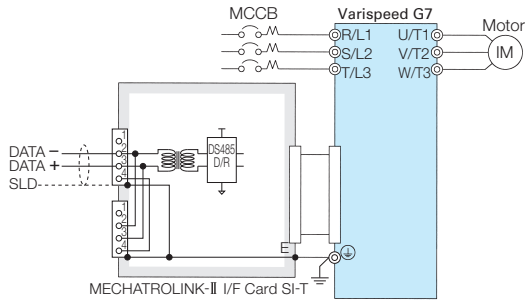 MCCB
Varispeed G7
Motor
R/L1 U/T1
S/L2 V/T2
T/L3 W/T3
IM
1
2
3
4
DS485
D/R
DATA −
DATA +
SLD
1
2
3
4
E
MECHATROLINK-Ⅱ I/F Card SI-T